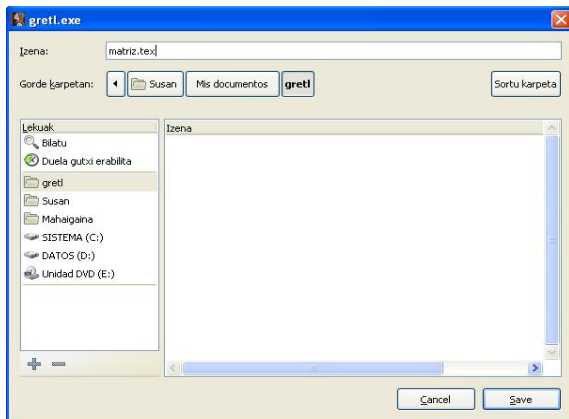 gretl.exe
Izena: matriz.tex
Gorde karpetan: Susan Mis documentos gretl Sortu karpeta
Lekuak Izena
Bilatu
Duela gutxi erabilita
gretl
Susan
Mahaigaina
SISTEMA (C:)
DATOS (D:)
Unidad DVD (E:)
Cancel Save